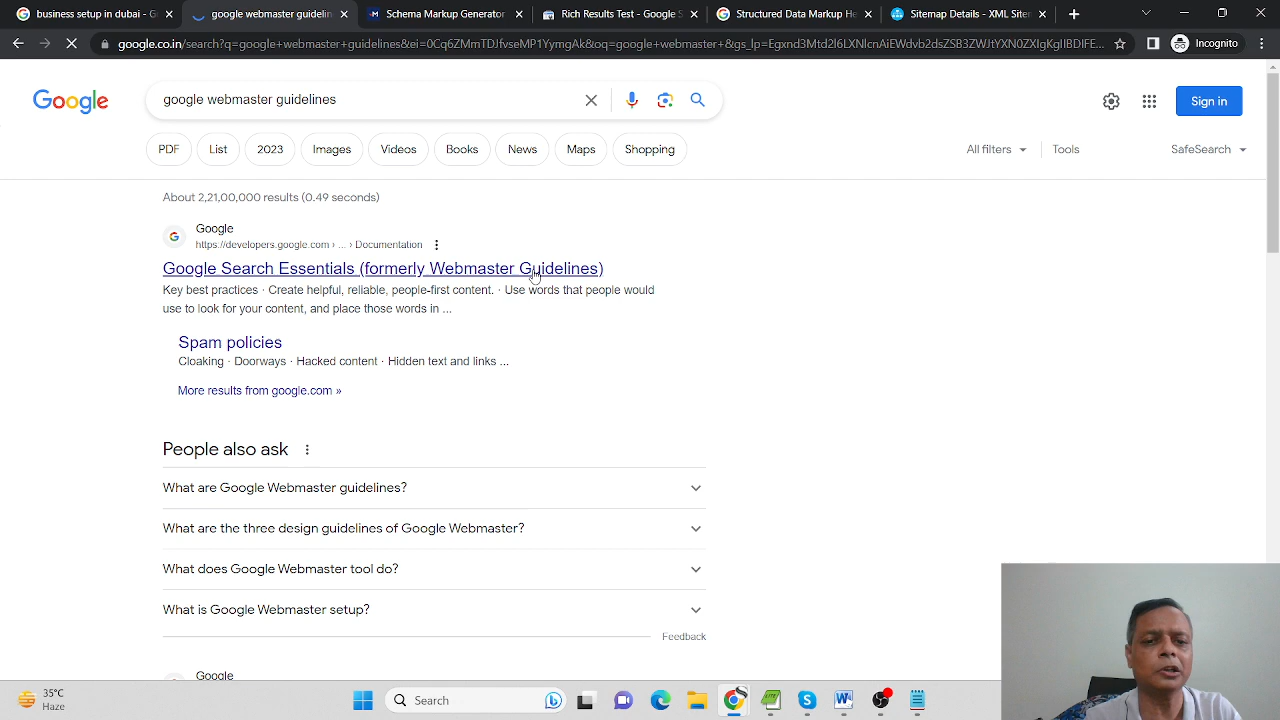 business setup in dubai - G
google webmaster guidelin
Schema Markup Generator
Rich Results Test - Google S
Structured Data Markup He
Sitemap Details - XML Sitem
google.co.in/search?q=google+webmaster+guidelines&ei=0Cq6ZMmTDJfvseMP1YymgAk&oq=google+webmaster+&gs_lp=Egxnd3Mtd2l6LXNlcnAiEWdvb2dsZSB3ZWJtYXN0ZXIgKgIIBDIFE...
Incognito
Google
google webmaster guidelines
Sign in
PDF
List
2023
Images
Videos
Books
News
Maps
Shopping
All filters
Tools
SafeSearch
About 2,21,00,000 results (0.49 seconds)
G
Google
https://developers.google.com › ... › Documentation
Google Search Essentials (formerly Webmaster Guidelines)
Key best practices · Create helpful, reliable, people-first content. · Use words that people would
use to look for your content, and place those words in ...
Spam policies
Cloaking · Doorways · Hacked content · Hidden text and links ...
More results from google.com »
People also ask
What are Google Webmaster guidelines?
What are the three design guidelines of Google Webmaster?
What does Google Webmaster tool do?
What is Google Webmaster setup?
Feedback
Google
35°C
Haze
Search